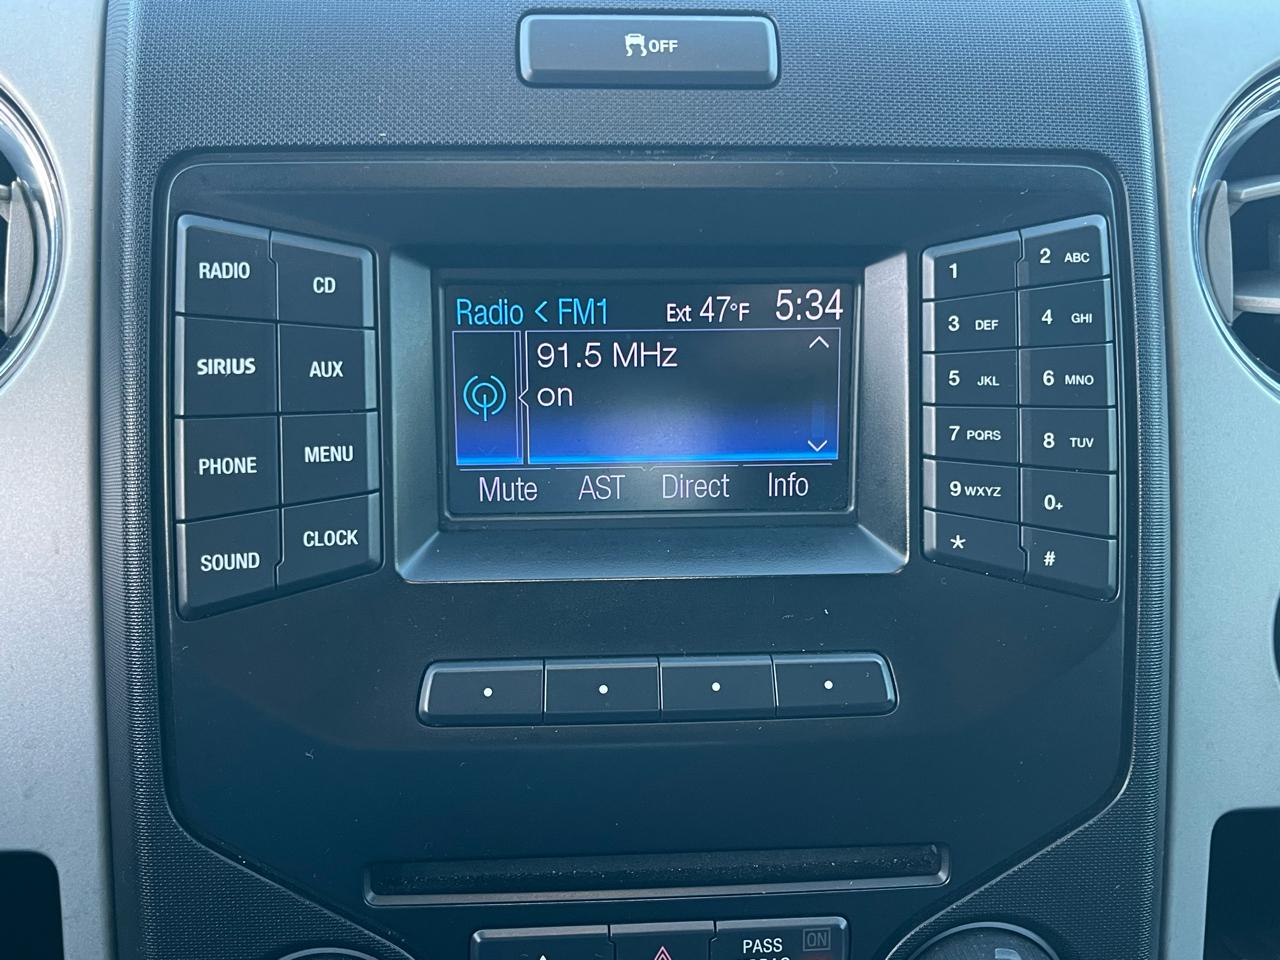 OFF
RADIO
CD
SIRIUS
AUX
PHONE
MENU
SOUND
CLOCK
Radio < FM1 Ext 47°F 5:34
91.5 MHz
on
Mute AST Direct Info
1
2 ABC
3 DEF
4 GHI
5 JKL
6 MNO
7 PQRS
8 TUV
9 WXYZ
0+
*
#
PASS ON